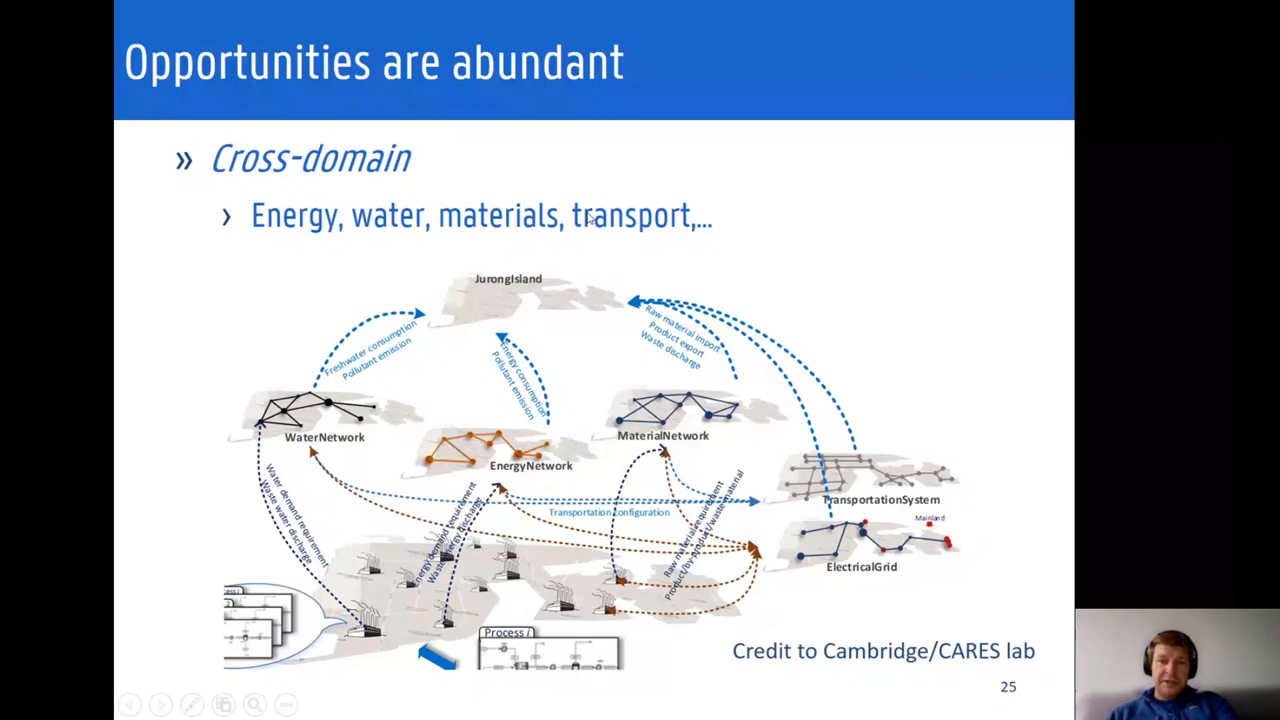 Opportunities are abundant
» Cross-domain
› Energy, water, materials, transport,...
JurongIsland
Freshwater consumption
Pollutant emission
Energy consumption
Pollutant emission
Raw material import
Product export
Waste discharge
WaterNetwork
EnergyNetwork
MaterialNetwork
TransportationSystem
Mainland
ElectricalGrid
Water demand requirement
Waste water discharge
Energy demand requirement
Waste energy discharge
Transportation configuration
Raw material requirement
Product/by-product/waste material
Process i
Credit to Cambridge/CARES lab
25